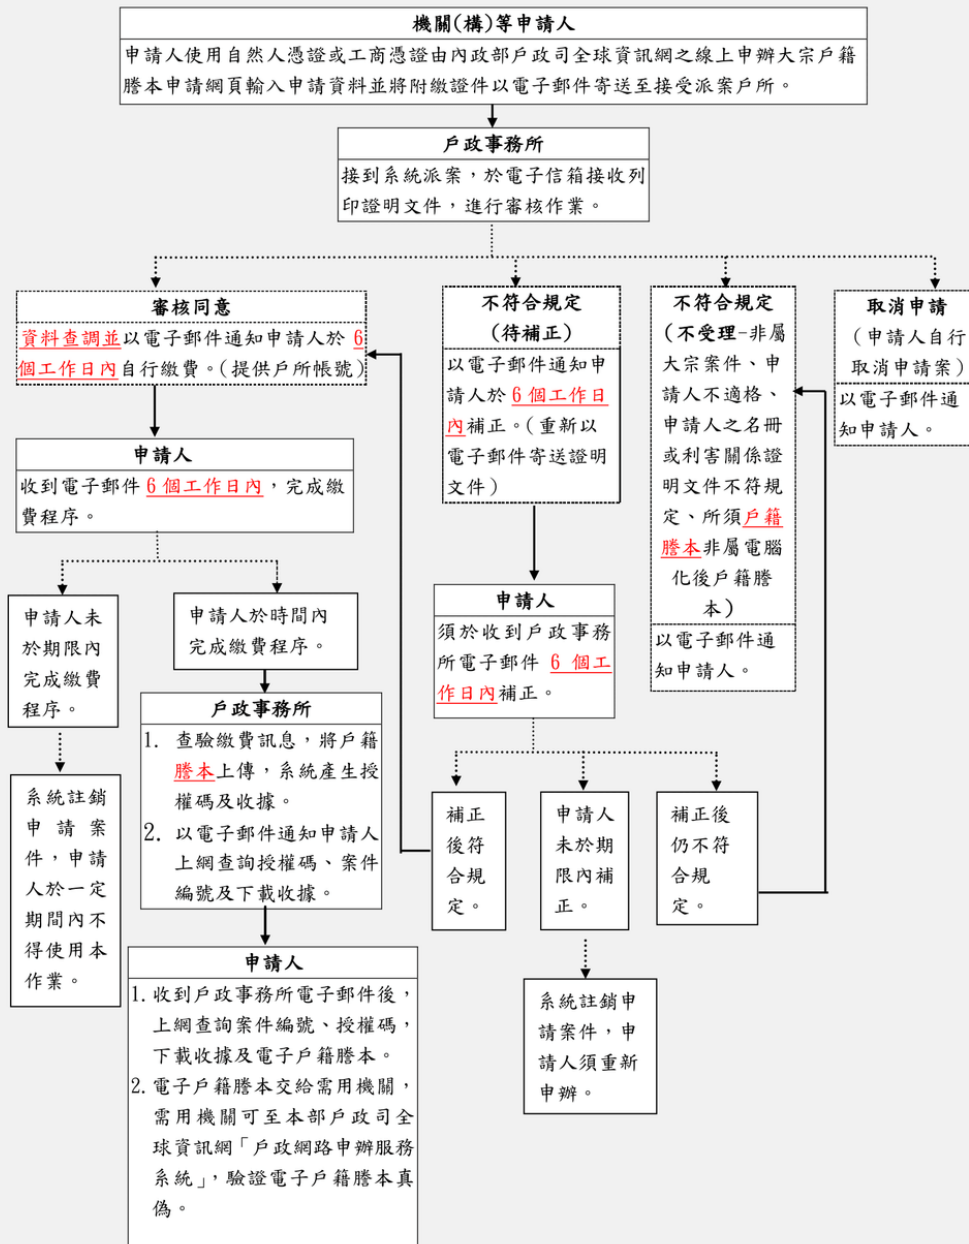 機關(構)等申請人
申請人使用自然人憑證或工商憑證由內政部戶政司全球資訊網之線上申辦大宗戶籍
謄本申請網頁輸入申請資料並將附繳證件以電子郵件寄送至接受派案戶所。
戶政事務所
接到系統派案，於電子信箱接收列
印證明文件，進行審核作業。
審核同意
資料查調並以電子郵件通知申請人於 6
個工作日內自行繳費。(提供戶所帳號)
不符合規定
(待補正)
以電子郵件通知申
請人於 6 個工作日
內補正。(重新以
電子郵件寄送證明
文件)
不符合規定
(不受理-非屬
大宗案件、申
請人不適格、
申請人之名冊
或利害關係證
明文件不符規
定、所須戶籍
謄本非屬電腦
化後戶籍謄
本)
以電子郵件通
知申請人。
取消申請
(申請人自行
取消申請案)
以電子郵件通
知申請人。
申請人
收到電子郵件 6 個工作日內，完成繳
費程序。
申請人未
於期限內
完成繳費
程序。
申請人於時間內
完成繳費程序。
申請人
須於收到戶政事務
所電子郵件 6 個工
作日內補正。
戶政事務所
1. 查驗繳費訊息，將戶籍
謄本上傳，系統產生授
權碼及收據。
2. 以電子郵件通知申請人
上網查詢授權碼、案件
編號及下載收據。
系統註銷
申請案
件，申請
人於一定
期間內不
得使用本
作業。
補正
後符
合規
定。
申請人
未於期
限內補
正。
補正後
仍不符
合規
定。
申請人
1. 收到戶政事務所電子郵件後，
上網查詢案件編號、授權碼，
下載收據及電子戶籍謄本。
2. 電子戶籍謄本交給需用機關，
需用機關可至本部戶政司全
球資訊網「戶政網路申辦服務
系統」，驗證電子戶籍謄本真
偽。
系統註銷申
請案件，申
請人須重新
申辦。